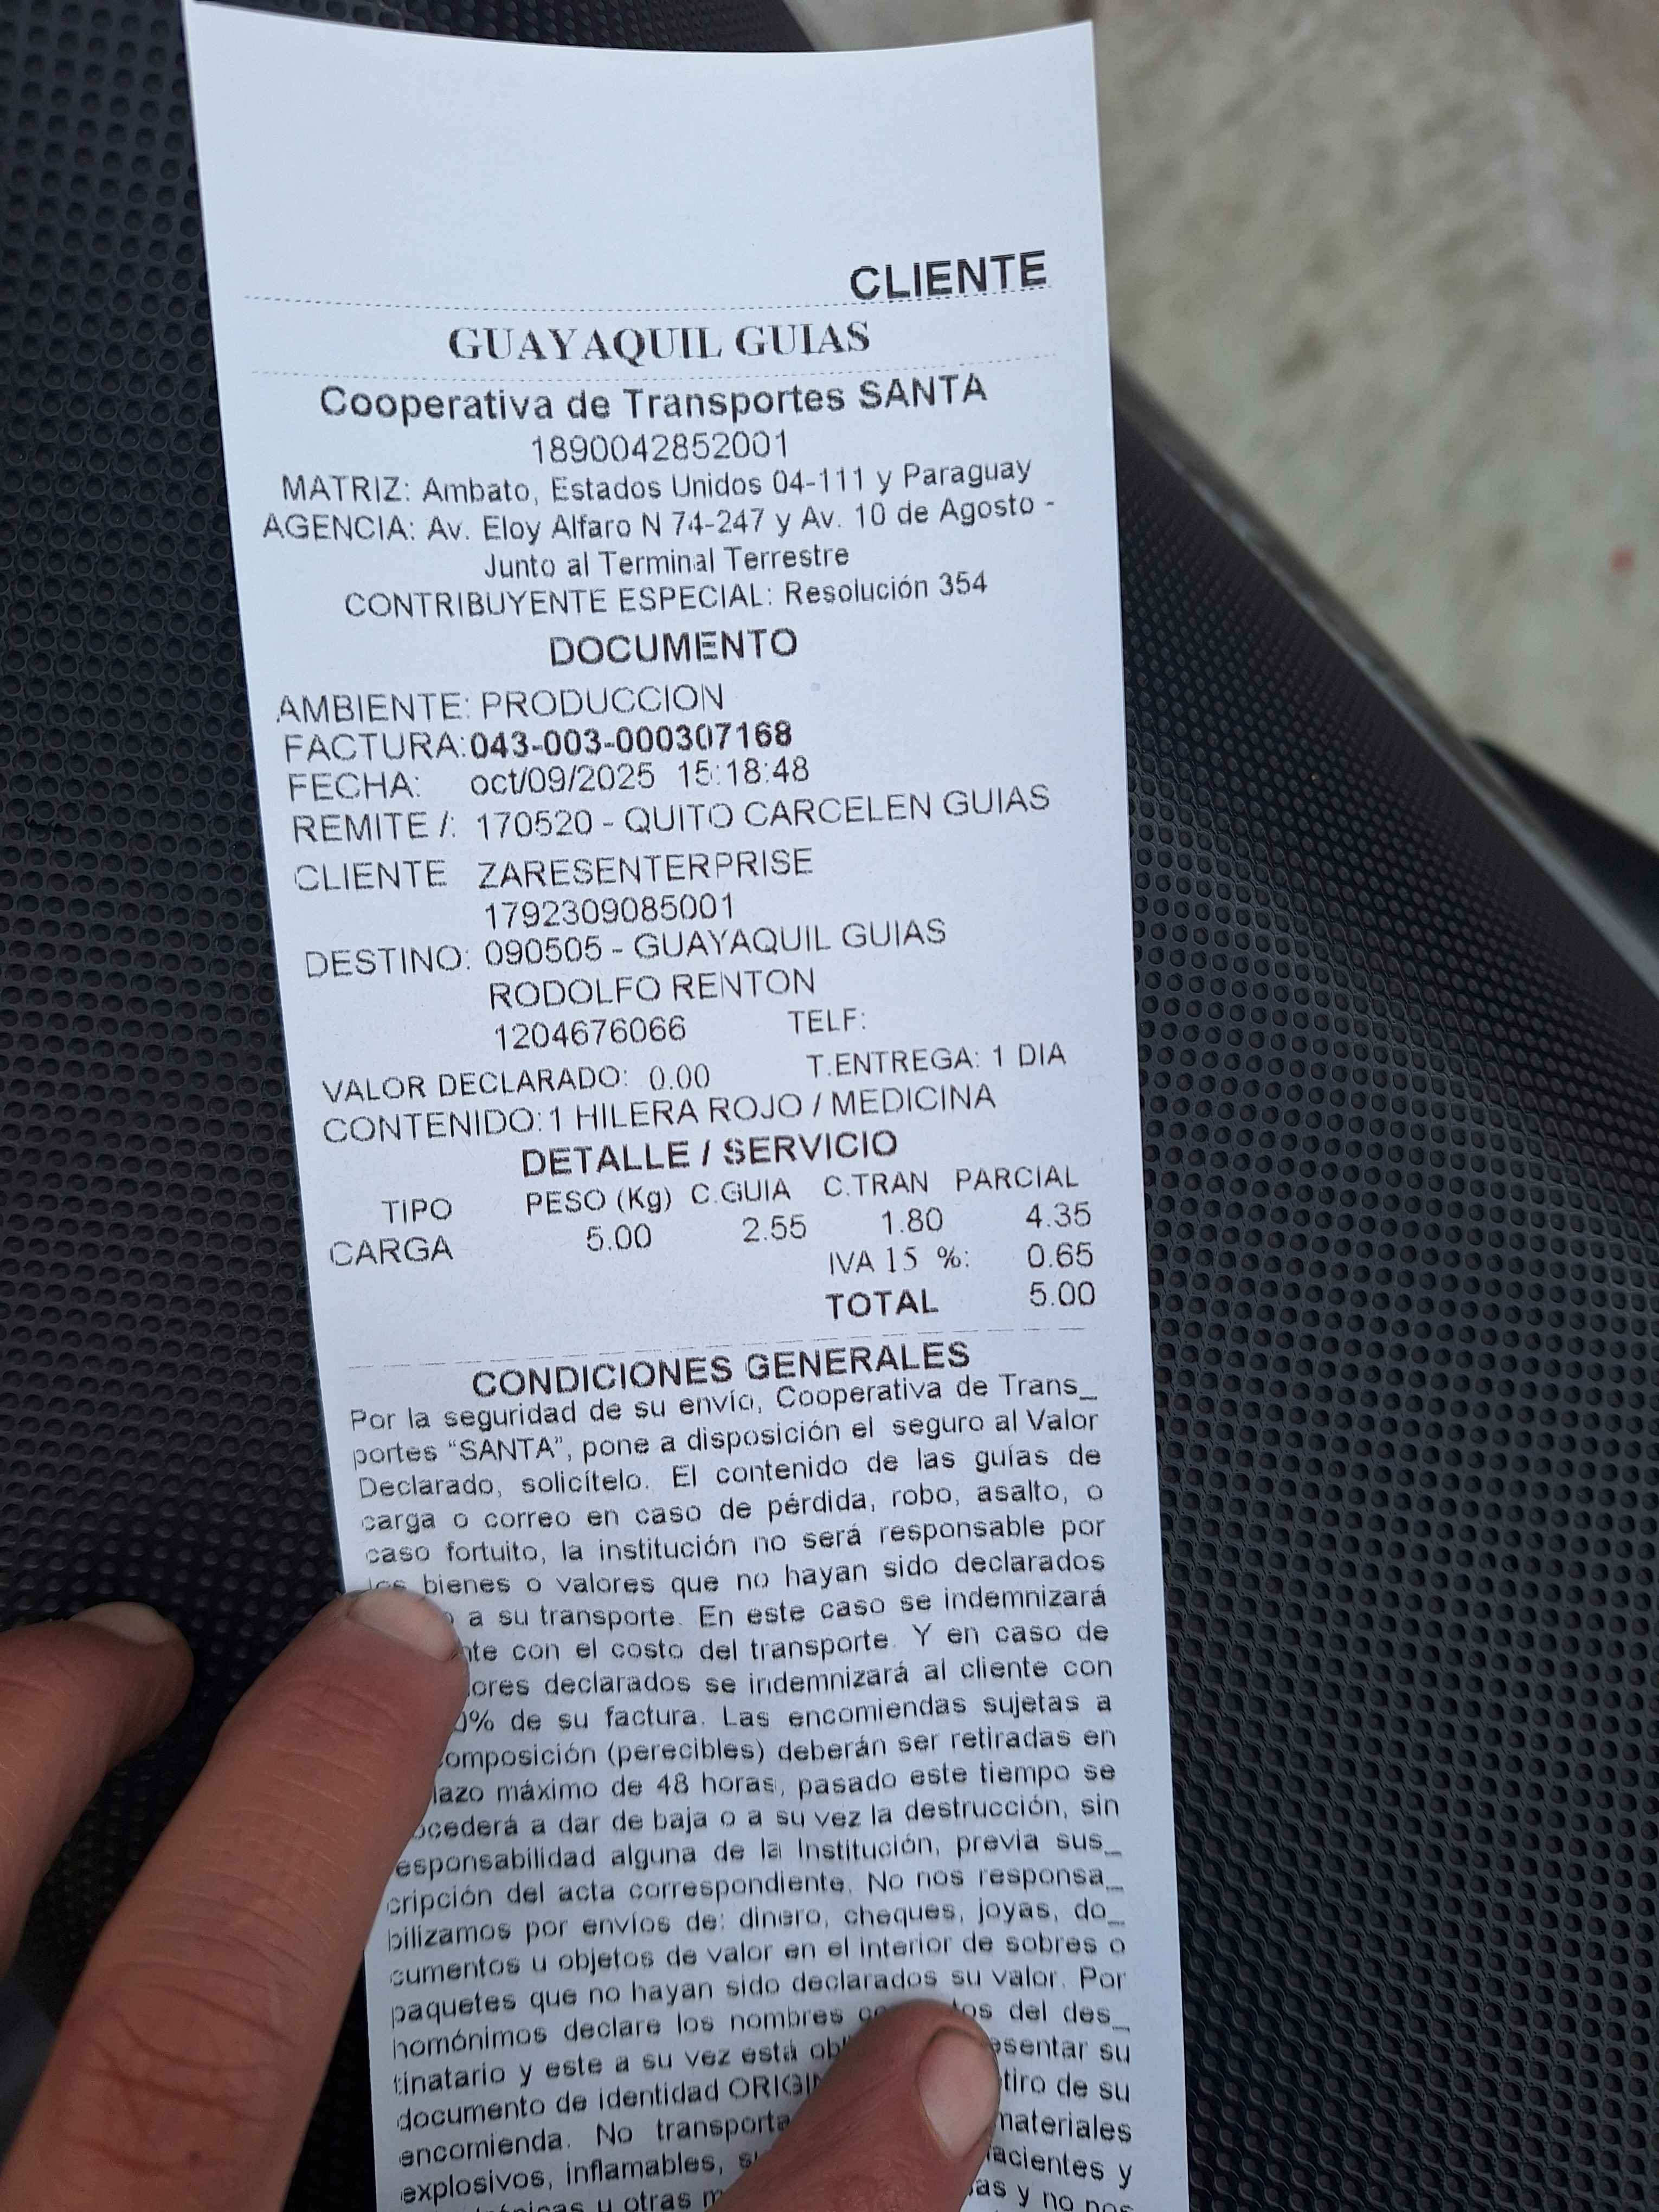 CLIENTE
GUAYAQUIL GUIAS
Cooperativa de Transportes SANTA
1890042852001
MATRIZ: Ambato, Estados Unidos 04-111 y Paraguay
AGENCIA: Av. Eloy Alfaro N 74-247 y Av. 10 de Agosto -
Junto al Terminal Terrestre
CONTRIBUYENTE ESPECIAL: Resolución 354
DOCUMENTO
AMBIENTE: PRODUCCION
FACTURA: 043-003-000307168
FECHA: oct/09/2025 15:18:48
REMITE /: 170520 - QUITO CARCELEN GUIAS
CLIENTE ZARESENTERPRISE
1792309085001
DESTINO: 090505 - GUAYAQUIL GUIAS
RODOLFO RENTON
1204676066 TELF:
VALOR DECLARADO: 0.00 T.ENTREGA: 1 DIA
CONTENIDO: 1 HILERA ROJO / MEDICINA
DETALLE / SERVICIO
TIPO PESO (Kg) C.GUIA C.TRAN PARCIAL
CARGA 5.00 2.55 1.80 4.35
IVA 15 %: 0.65
TOTAL 5.00
CONDICIONES GENERALES
Por la seguridad de su envío, Cooperativa de Trans_
portes “SANTA”, pone a disposición el seguro al Valor
Declarado, solicítelo. El contenido de las guías de
carga o correo en caso de pérdida, robo, asalto, o
caso fortuito, la institución no será responsable por
los bienes o valores que no hayan sido declarados
a su transporte. En este caso se indemnizará
con el costo del transporte. Y en caso de
declarados se indemnizará al cliente con
de su factura. Las encomiendas sujetas a
(perecibles) deberán ser retiradas en
máximo de 48 horas, pasado este tiempo se
a dar de baja o a su vez la destrucción, sin
responsabilidad alguna de la Institución, previa sus_
cripción del acta correspondiente. No nos responsa_
bilizamos por envíos de: dinero, cheques, joyas, do_
cumentos u objetos de valor en el interior de sobres o
paquetes que no hayan sido declarados su valor. Por
homónimos declare los nombres del des_
tinatario y este a su vez está su
documento de identidad de su
encomienda. No materiales
explosivos, inflamables, y
u otras y no nos